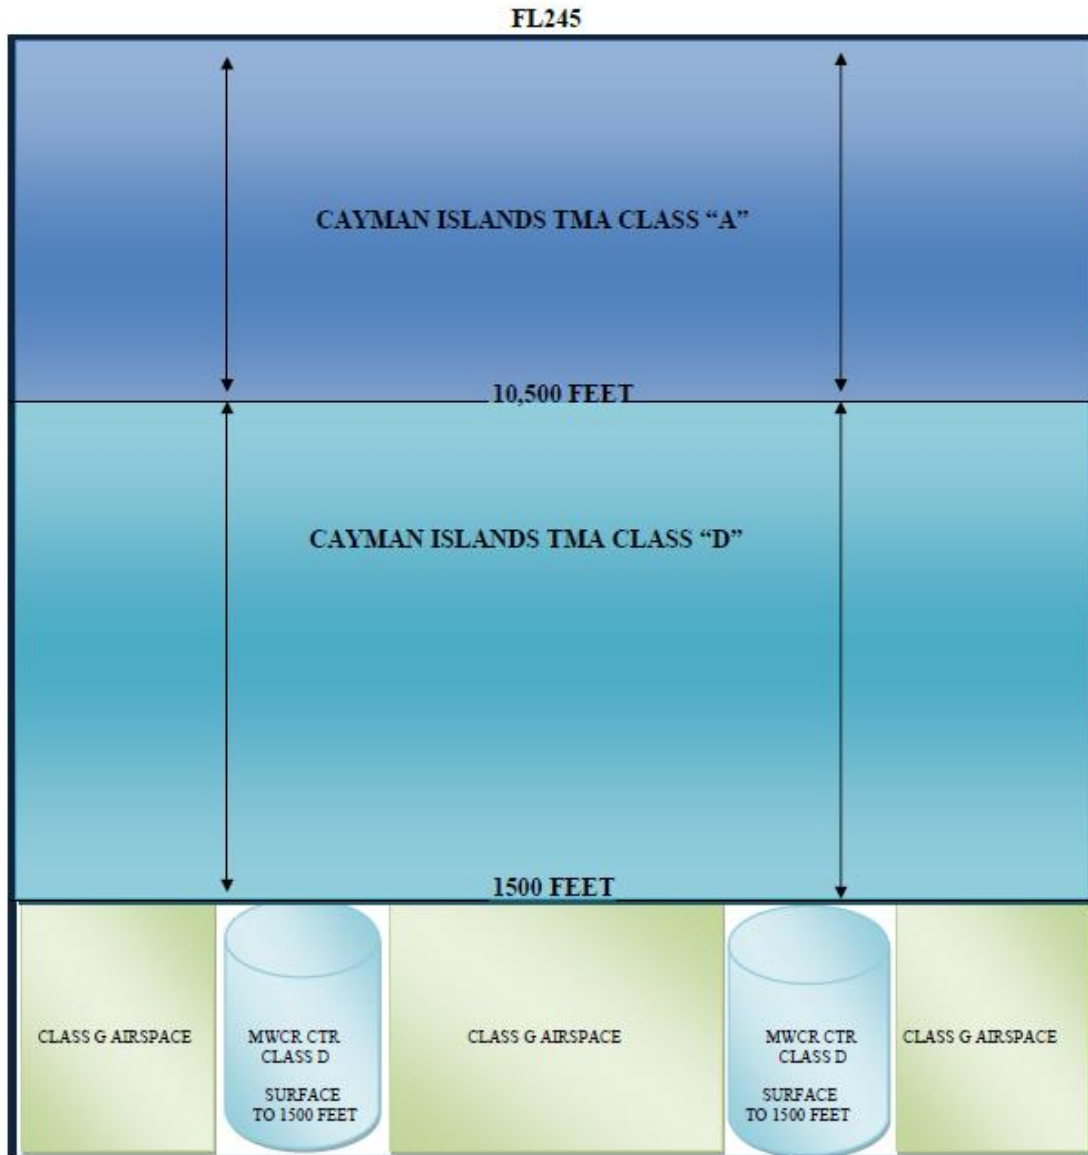 FL245
CAYMAN ISLANDS TMA CLASS “A”
10,500 FEET
CAYMAN ISLANDS TMA CLASS “D”
1500 FEET
CLASS G AIRSPACE
MWCR CTR
CLASS D
SURFACE
TO 1500 FEET
CLASS G AIRSPACE
MWCR CTR
CLASS D
SURFACE
TO 1500 FEET
CLASS G AIRSPACE